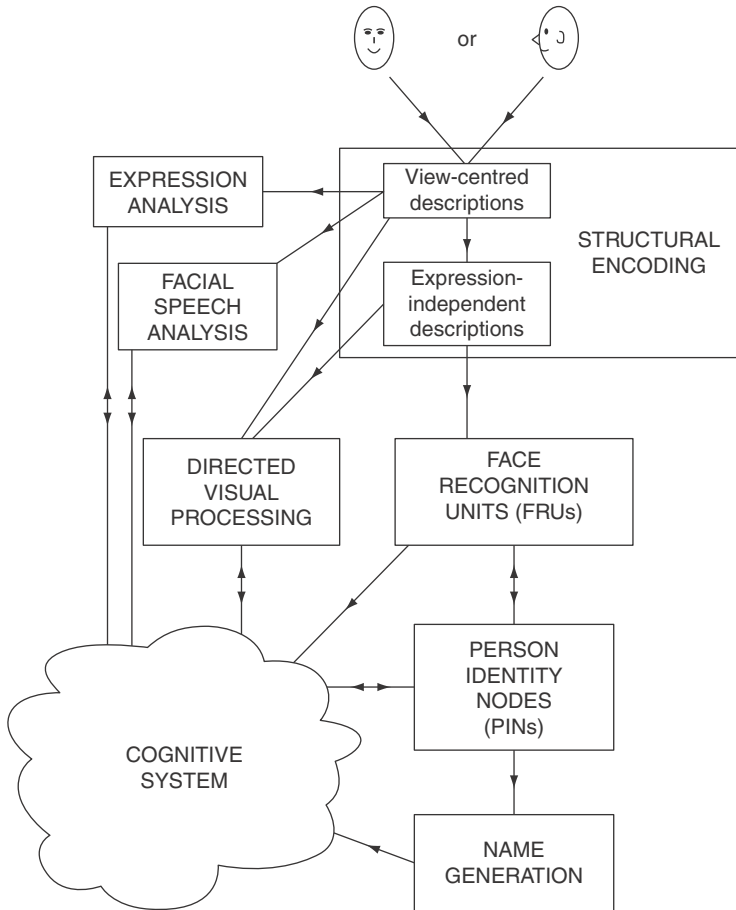 or
View-centred
descriptions
EXPRESSION
ANALYSIS
STRUCTURAL
ENCODING
Expression-
independent
descriptions
FACIAL
SPEECH
ANALYSIS
DIRECTED
VISUAL
PROCESSING
FACE
RECOGNITION
UNITS (FRUs)
PERSON
IDENTITY
NODES
(PINs)
COGNITIVE
SYSTEM
NAME
GENERATION